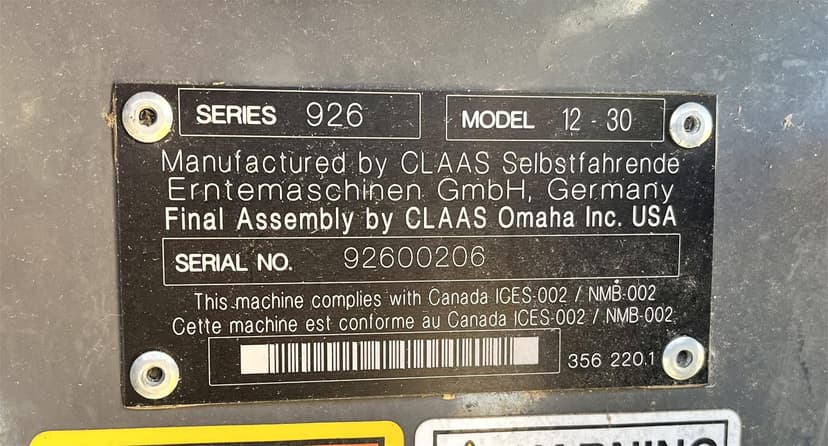 SERIES 926 MODEL 12 - 30
Manufactured by CLAAS Selbstfahrende
Erntemaschinen GmbH, Germany
Final Assembly by CLAAS Omaha Inc. USA
SERIAL NO. 92600206
This machine complies with Canada ICES-002 / NMB-002
Cette machine est conforme au Canada ICES-002 / NMB-002
356 220.1
WARNING